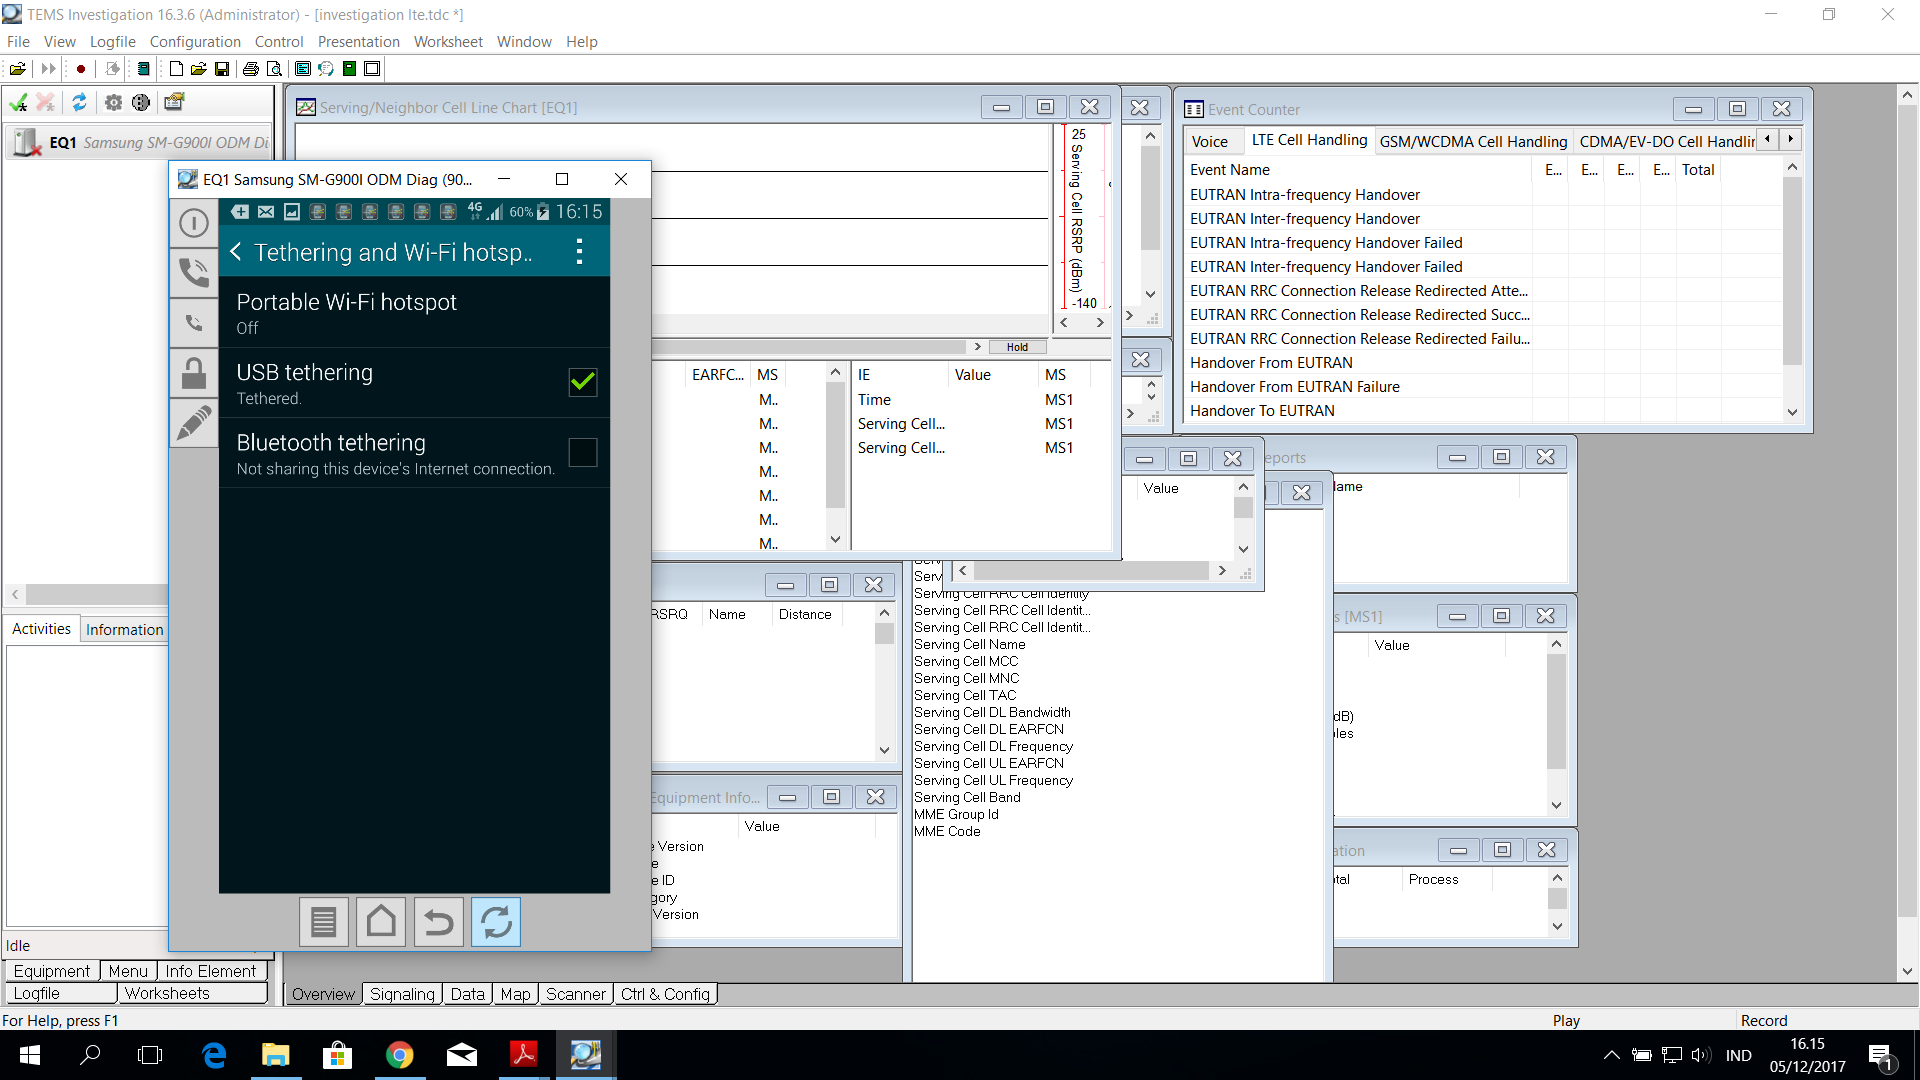 TEMS Investigation 16.3.6 (Administrator) - [investigation lte.tdc *]
File View Logfile Configuration Control Presentation Worksheet Window Help
EQ1 Samsung SM-G900I ODM Di
EQ1 Samsung SM-G900I ODM Diag (90...
4G 60% 16:15
Tethering and Wi-Fi hotsp..
Portable Wi-Fi hotspot
Off
USB tethering
Tethered.
Bluetooth tethering
Not sharing this device's Internet connection.
Serving/Neighbor Cell Line Chart [EQ1]
25
Serving Cell RSRP (dBm)
-140
Hold
EARFC... MS
M..
M..
M..
M..
M..
M..
M..
IE Value MS
Time MS1
Serving Cell... MS1
Serving Cell... MS1
Event Counter
Voice LTE Cell Handling GSM/WCDMA Cell Handling CDMA/EV-DO Cell Handlin
Event Name E... E... E... E... Total
EUTRAN Intra-frequency Handover
EUTRAN Inter-frequency Handover
EUTRAN Intra-frequency Handover Failed
EUTRAN Inter-frequency Handover Failed
EUTRAN RRC Connection Release Redirected Atte...
EUTRAN RRC Connection Release Redirected Succ...
EUTRAN RRC Connection Release Redirected Failu...
Handover From EUTRAN
Handover From EUTRAN Failure
Handover To EUTRAN
Value
eports
lame
RSRQ Name Distance
Serving Cell RRC Cell Identity
Serving Cell RRC Cell Identit...
Serving Cell RRC Cell Identit...
Serving Cell Name
Serving Cell MCC
Serving Cell MNC
Serving Cell TAC
Serving Cell DL Bandwidth
Serving Cell DL EARFCN
Serving Cell DL Frequency
Serving Cell UL EARFCN
Serving Cell UL Frequency
Serving Cell Band
MME Group Id
MME Code
s [MS1]
Value
dB)
les
ation
tal Process
Equipment Info...
Value
e Version
e
e ID
gory
Version
Activities Information
Idle
Equipment Menu Info Element
Logfile Worksheets
Overview Signaling Data Map Scanner Ctrl & Config
For Help, press F1
Play Record
IND
16.15
05/12/2017
1